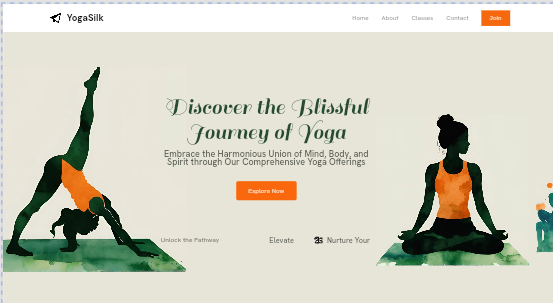 YogaSilk
Home About Classes Contact Join
Discover the Blissful
Journey of Yoga
Embrace the Harmonious Union of Mind, Body, and
Spirit through Our Comprehensive Yoga Offerings
Explore Now
Unlock the Pathway Elevate Nurture Your